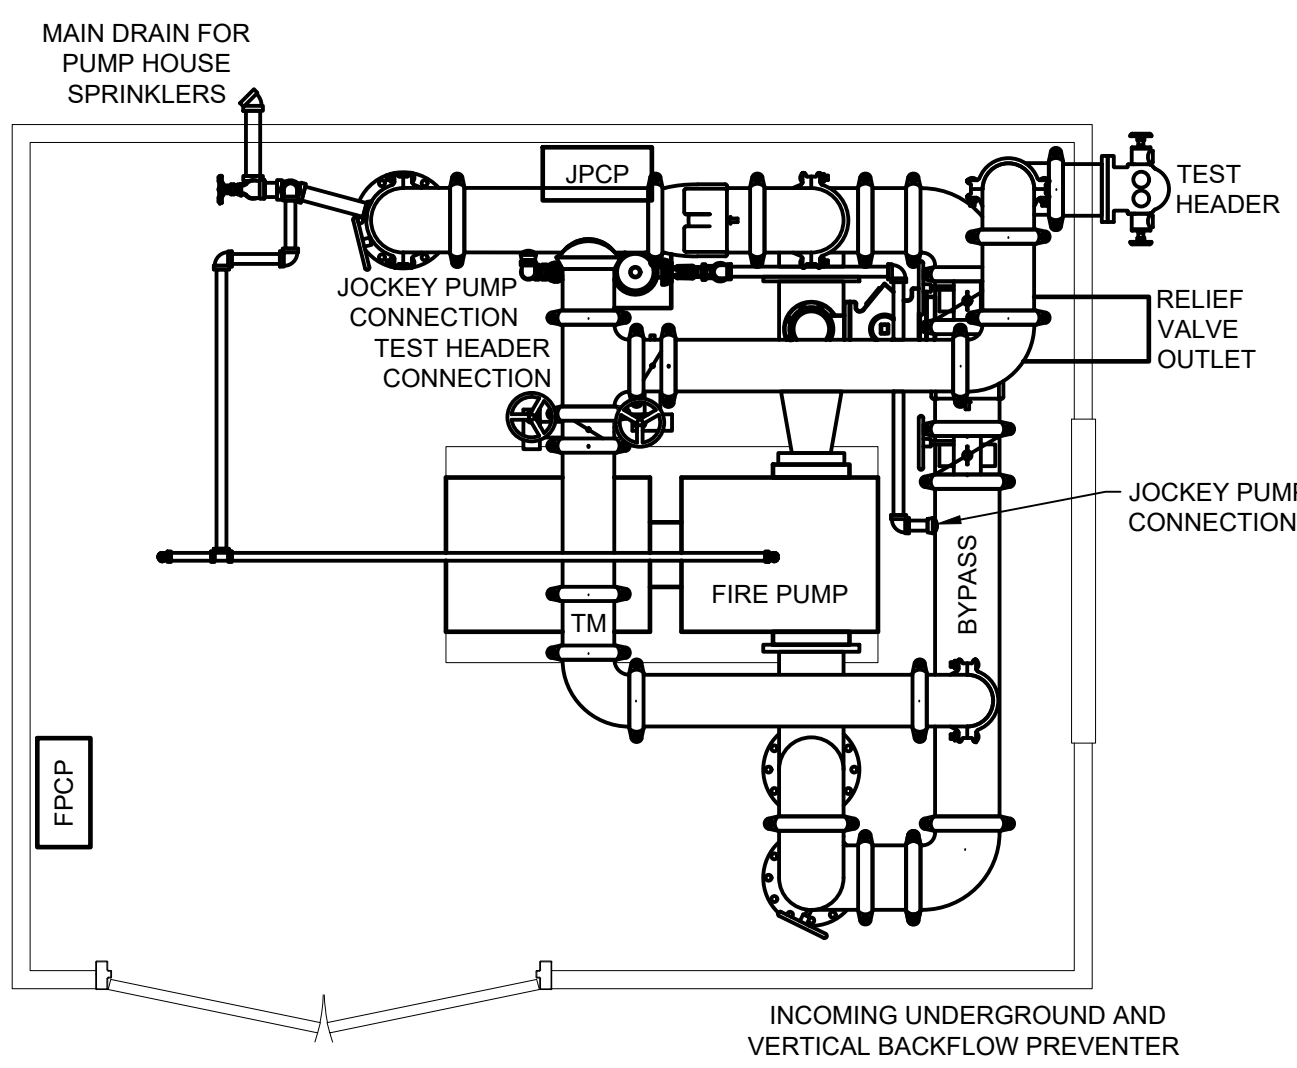 MAIN DRAIN FOR
PUMP HOUSE
SPRINKLERS
JPCP
TEST
HEADER
JOCKEY PUMP
CONNECTION
TEST HEADER
CONNECTION
RELIEF
VALVE
OUTLET
JOCKEY PUMP
CONNECTION
BYPASS
FIRE PUMP
TM
FPCP
INCOMING UNDERGROUND AND
VERTICAL BACKFLOW PREVENTER